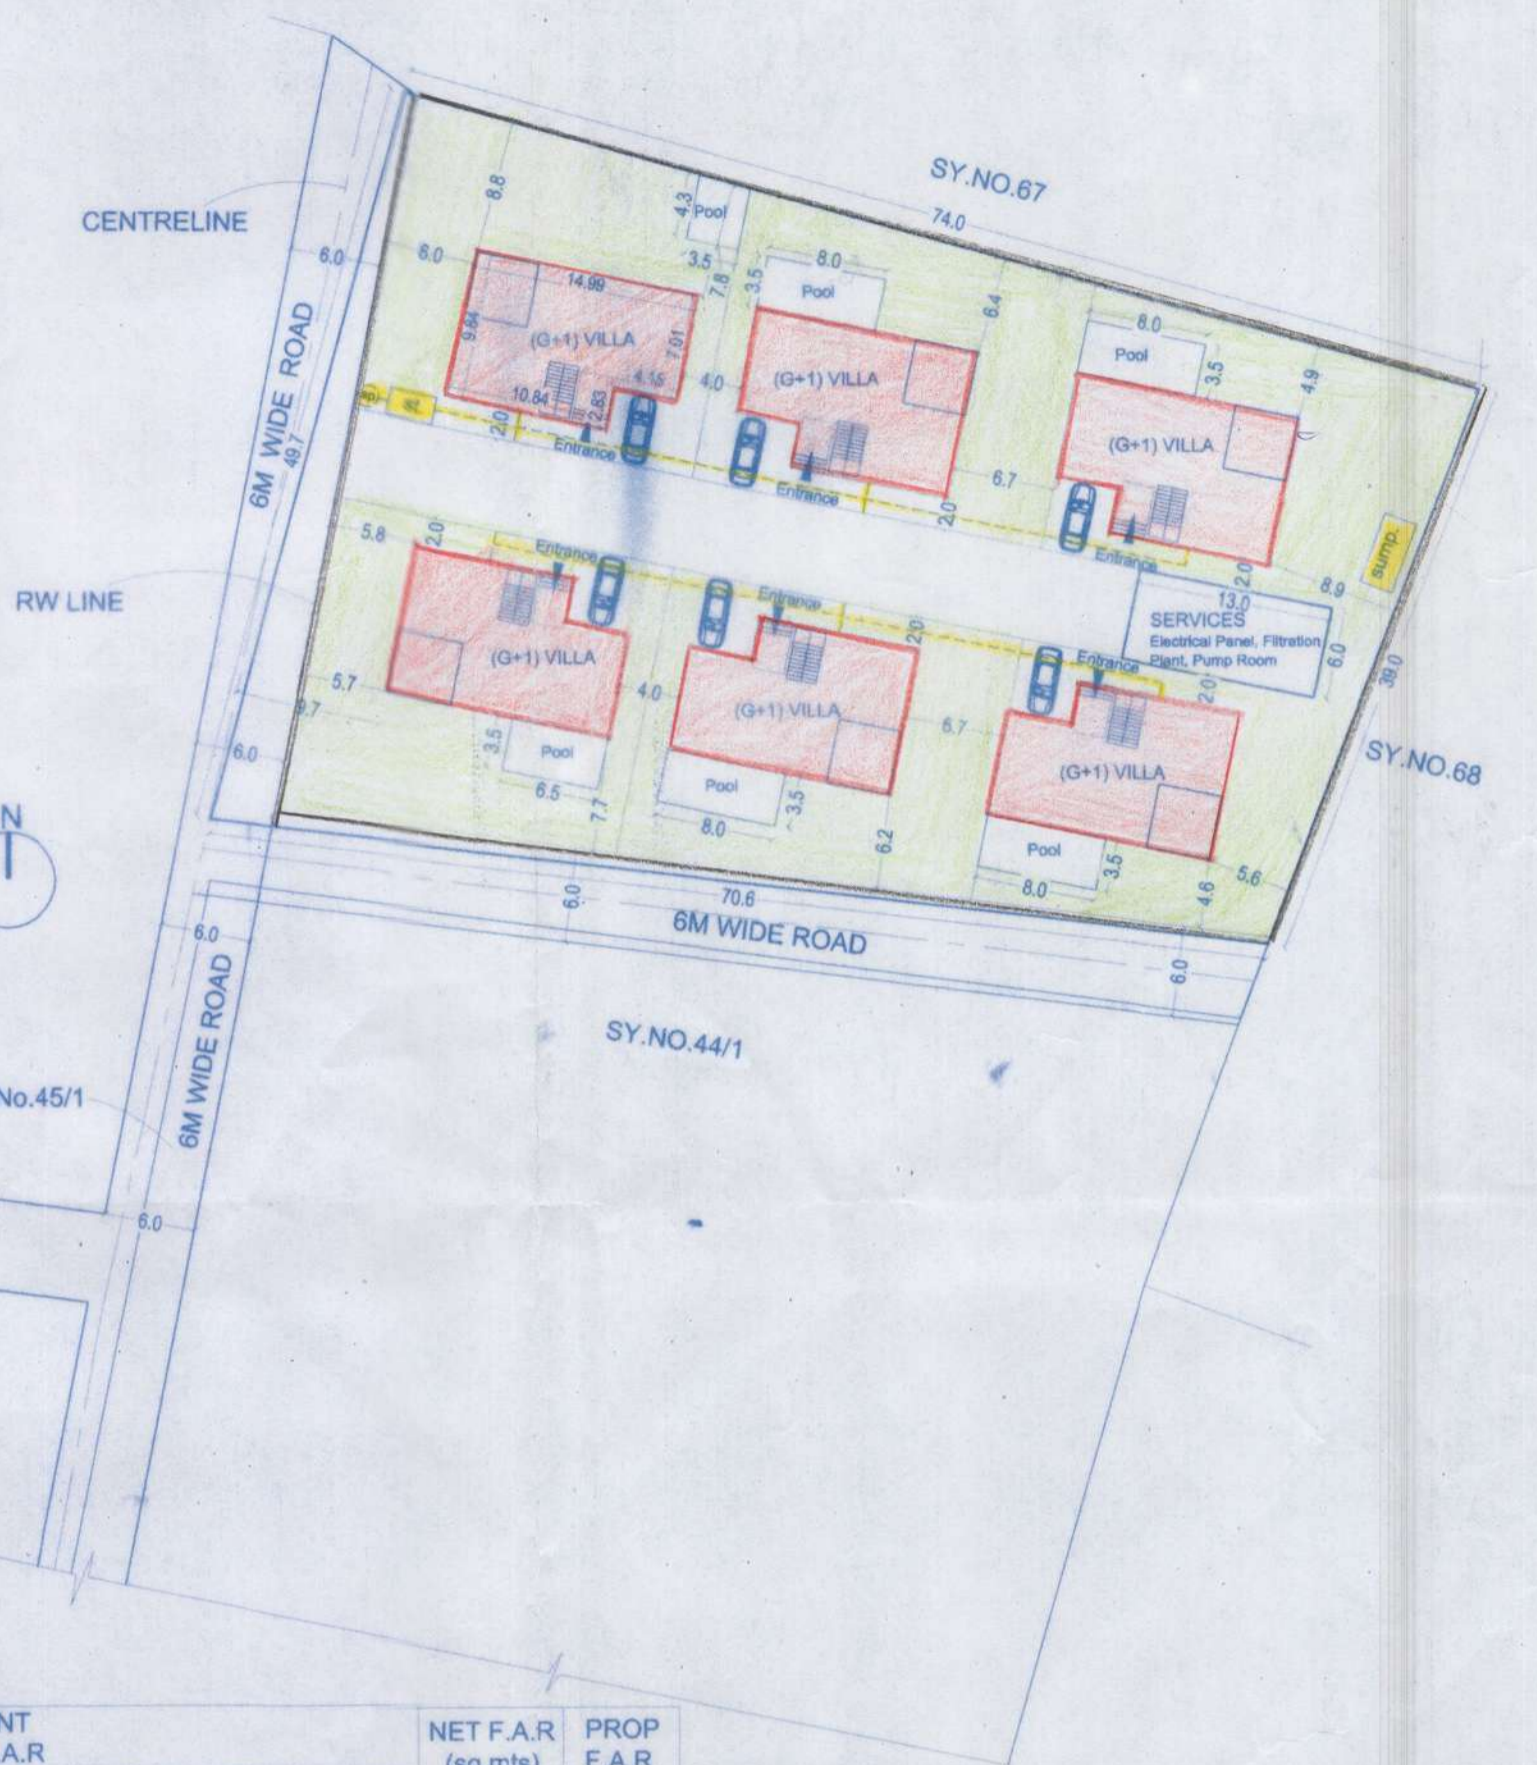 SY.NO.67
74.0
CENTRELINE
8.8
4.3
Pool
3.5
7.8
6.0
6.0
14.99
9.84
(G+1) VILLA
7.01
4.15
10.84
2.83
2.0
Entrance
3.5
8.0
Pool
6.4
4.0
(G+1) VILLA
Entrance
6.7
2.0
8.0
Pool
3.5
4.9
(G+1) VILLA
Entrance
2.0
8.9
sump.
6M WIDE ROAD
49.7
RW LINE
5.8
2.0
Entrance
(G+1) VILLA
5.7
9.7
6.0
3.5
Pool
6.5
7.7
4.0
Entrance
2.0
(G+1) VILLA
6.7
Pool
3.5
8.0
6.2
13.0
SERVICES
Electrical Panel, Filtration
Plant, Pump Room
6.0
39.0
Entrance
2.0
(G+1) VILLA
Pool
3.5
8.0
4.6
5.6
SY.NO.68
N
6.0
70.6
6M WIDE ROAD
6.0
6.0
6M WIDE ROAD
SY.NO.44/1
No.45/1
6.0
NT
A.R
NET F.A.R
(sq mts)
PROP
F.A.R